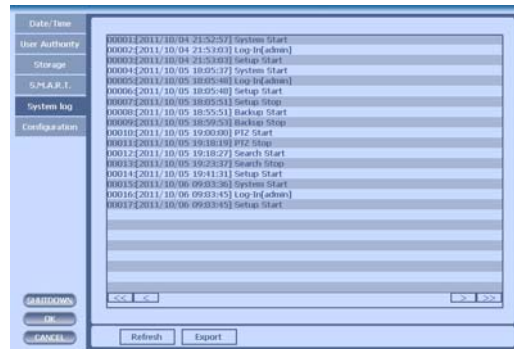 Date/Time
User Authority
Storage
S.M.A.R.T.
System log
Configuration
00001:[2011/10/04 21:52:57] System Start
00002:[2011/10/04 21:53:03] Log-In[admin]
00003:[2011/10/04 21:53:03] Setup Start
00004:[2011/10/05 18:05:37] System Start
00005:[2011/10/05 18:05:48] Log-In[admin]
00006:[2011/10/05 18:05:48] Setup Start
00007:[2011/10/05 18:05:51] Setup Stop
00008:[2011/10/05 18:55:51] Backup Start
00009:[2011/10/05 18:59:53] Backup Stop
00010:[2011/10/05 19:00:00] PTZ Start
00011:[2011/10/05 19:18:19] PTZ Stop
00012:[2011/10/05 19:18:27] Search Start
00013:[2011/10/05 19:23:37] Search Stop
00014:[2011/10/05 19:41:31] Setup Start
00015:[2011/10/06 09:03:36] System Start
00016:[2011/10/06 09:03:45] Log-In[admin]
00017:[2011/10/06 09:03:45] Setup Start
<< < > >>
SHUTDOWN
OK
CANCEL
Refresh Export